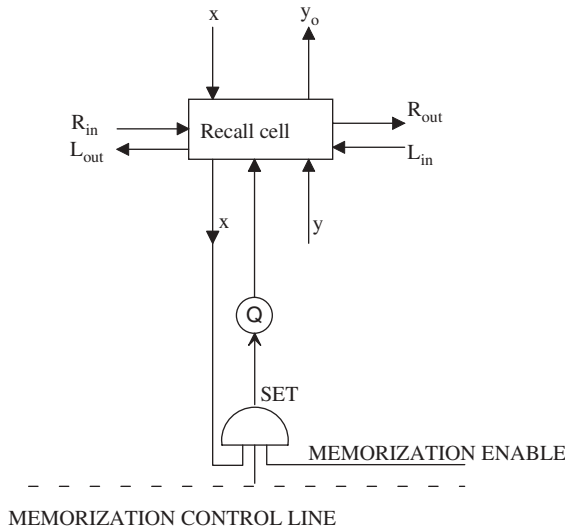 x
y_o
R_in
Recall cell
R_out
L_out
L_in
x
y
Q
SET
MEMORIZATION ENABLE
MEMORIZATION CONTROL LINE